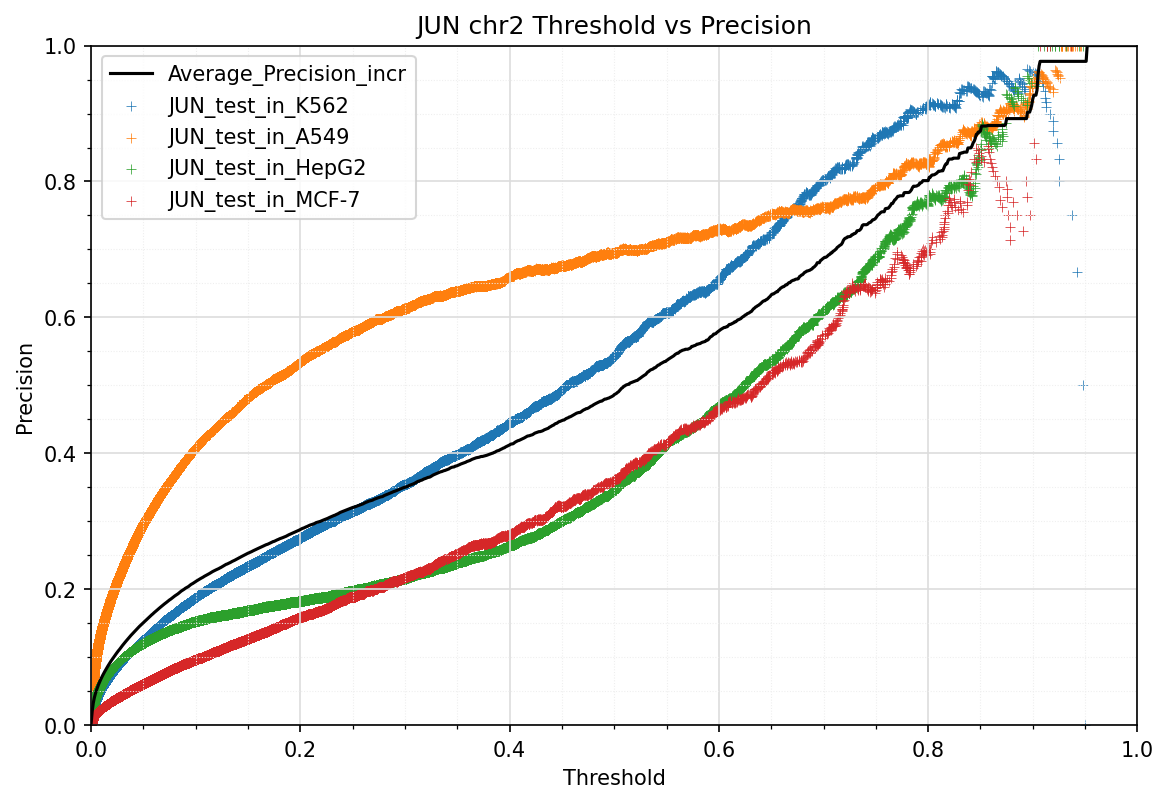 JUN chr2 Threshold vs Precision
1.0
0.8
0.6
0.4
0.2
0.0
Precision
Average_Precision_incr
JUN_test_in_K562
JUN_test_in_A549
JUN_test_in_HepG2
JUN_test_in_MCF-7
0.0 0.2 0.4 0.6 0.8 1.0
Threshold